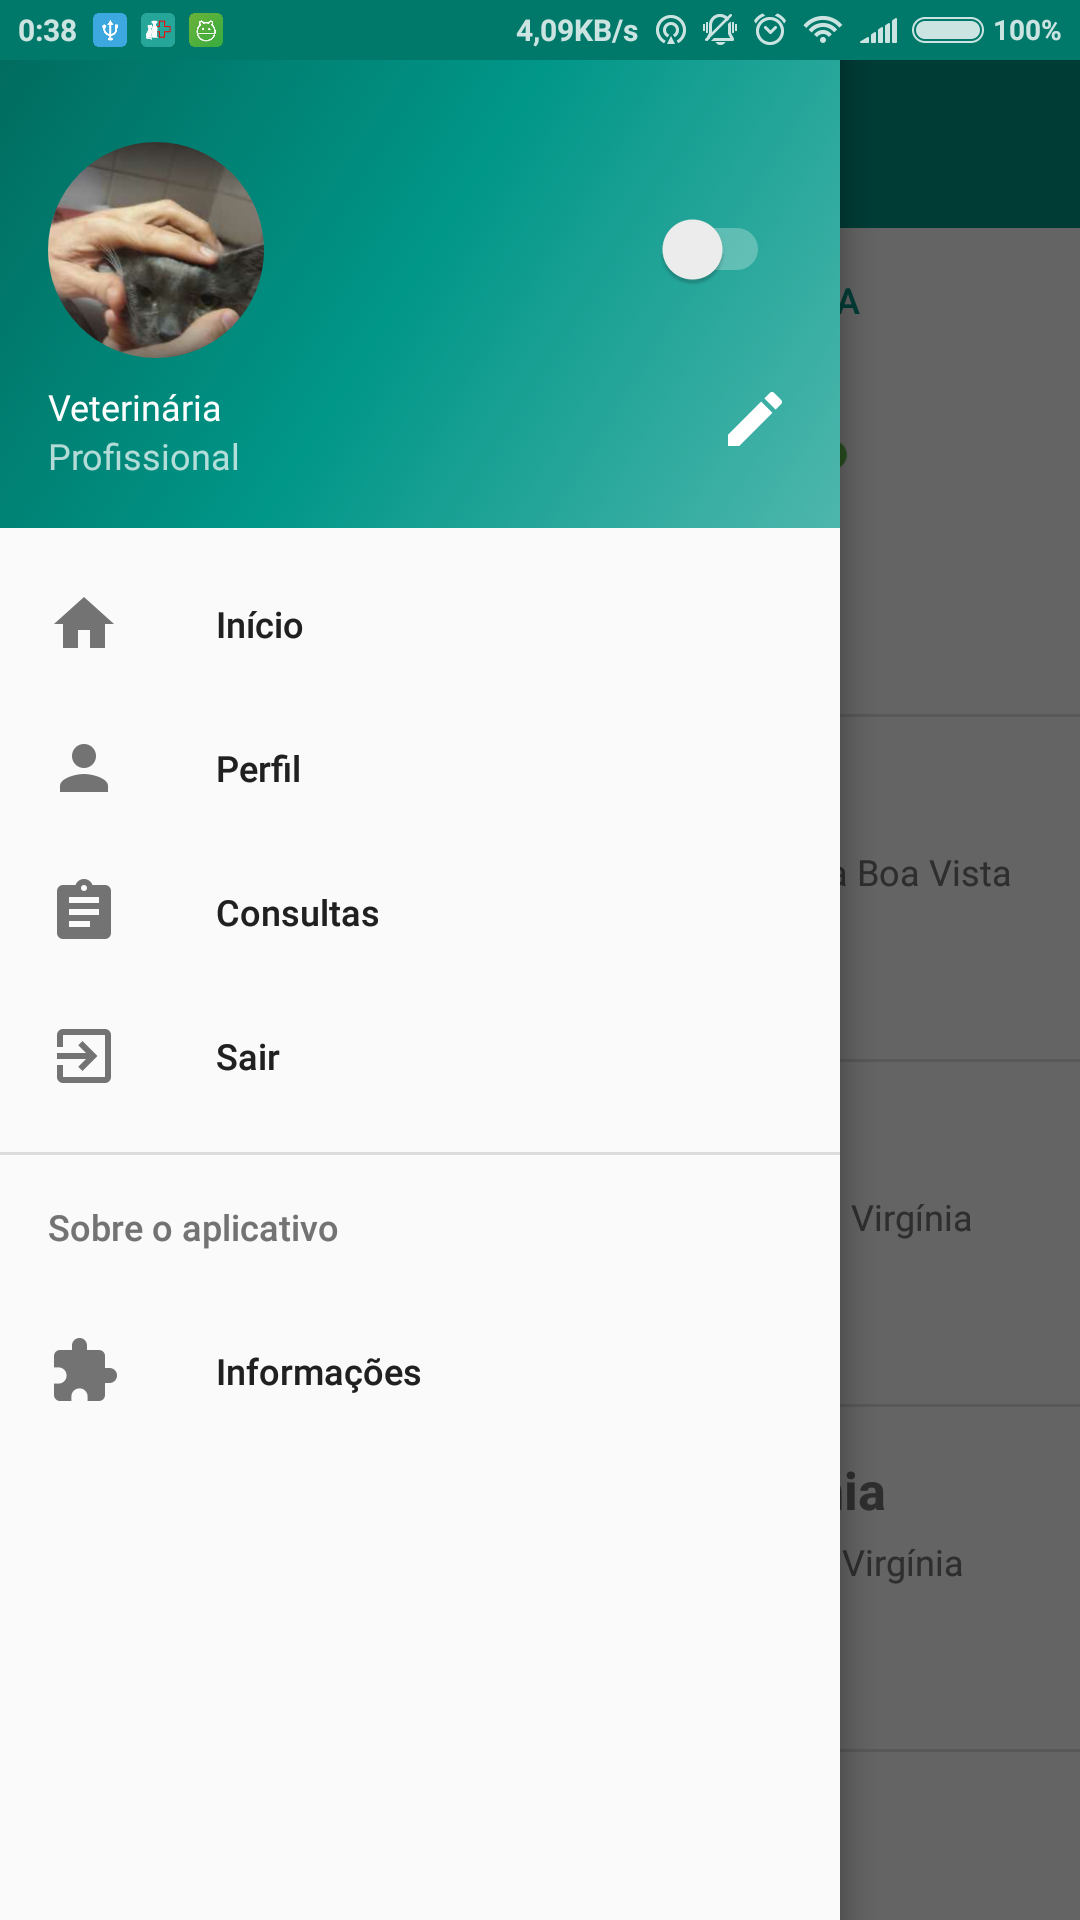 0:38 4,09KB/s 100%
A
Veterinária
Profissional
Início
Perfil
Boa Vista
Consultas
Sair
Virgínia
Sobre o aplicativo
Informações
ia
Virgínia